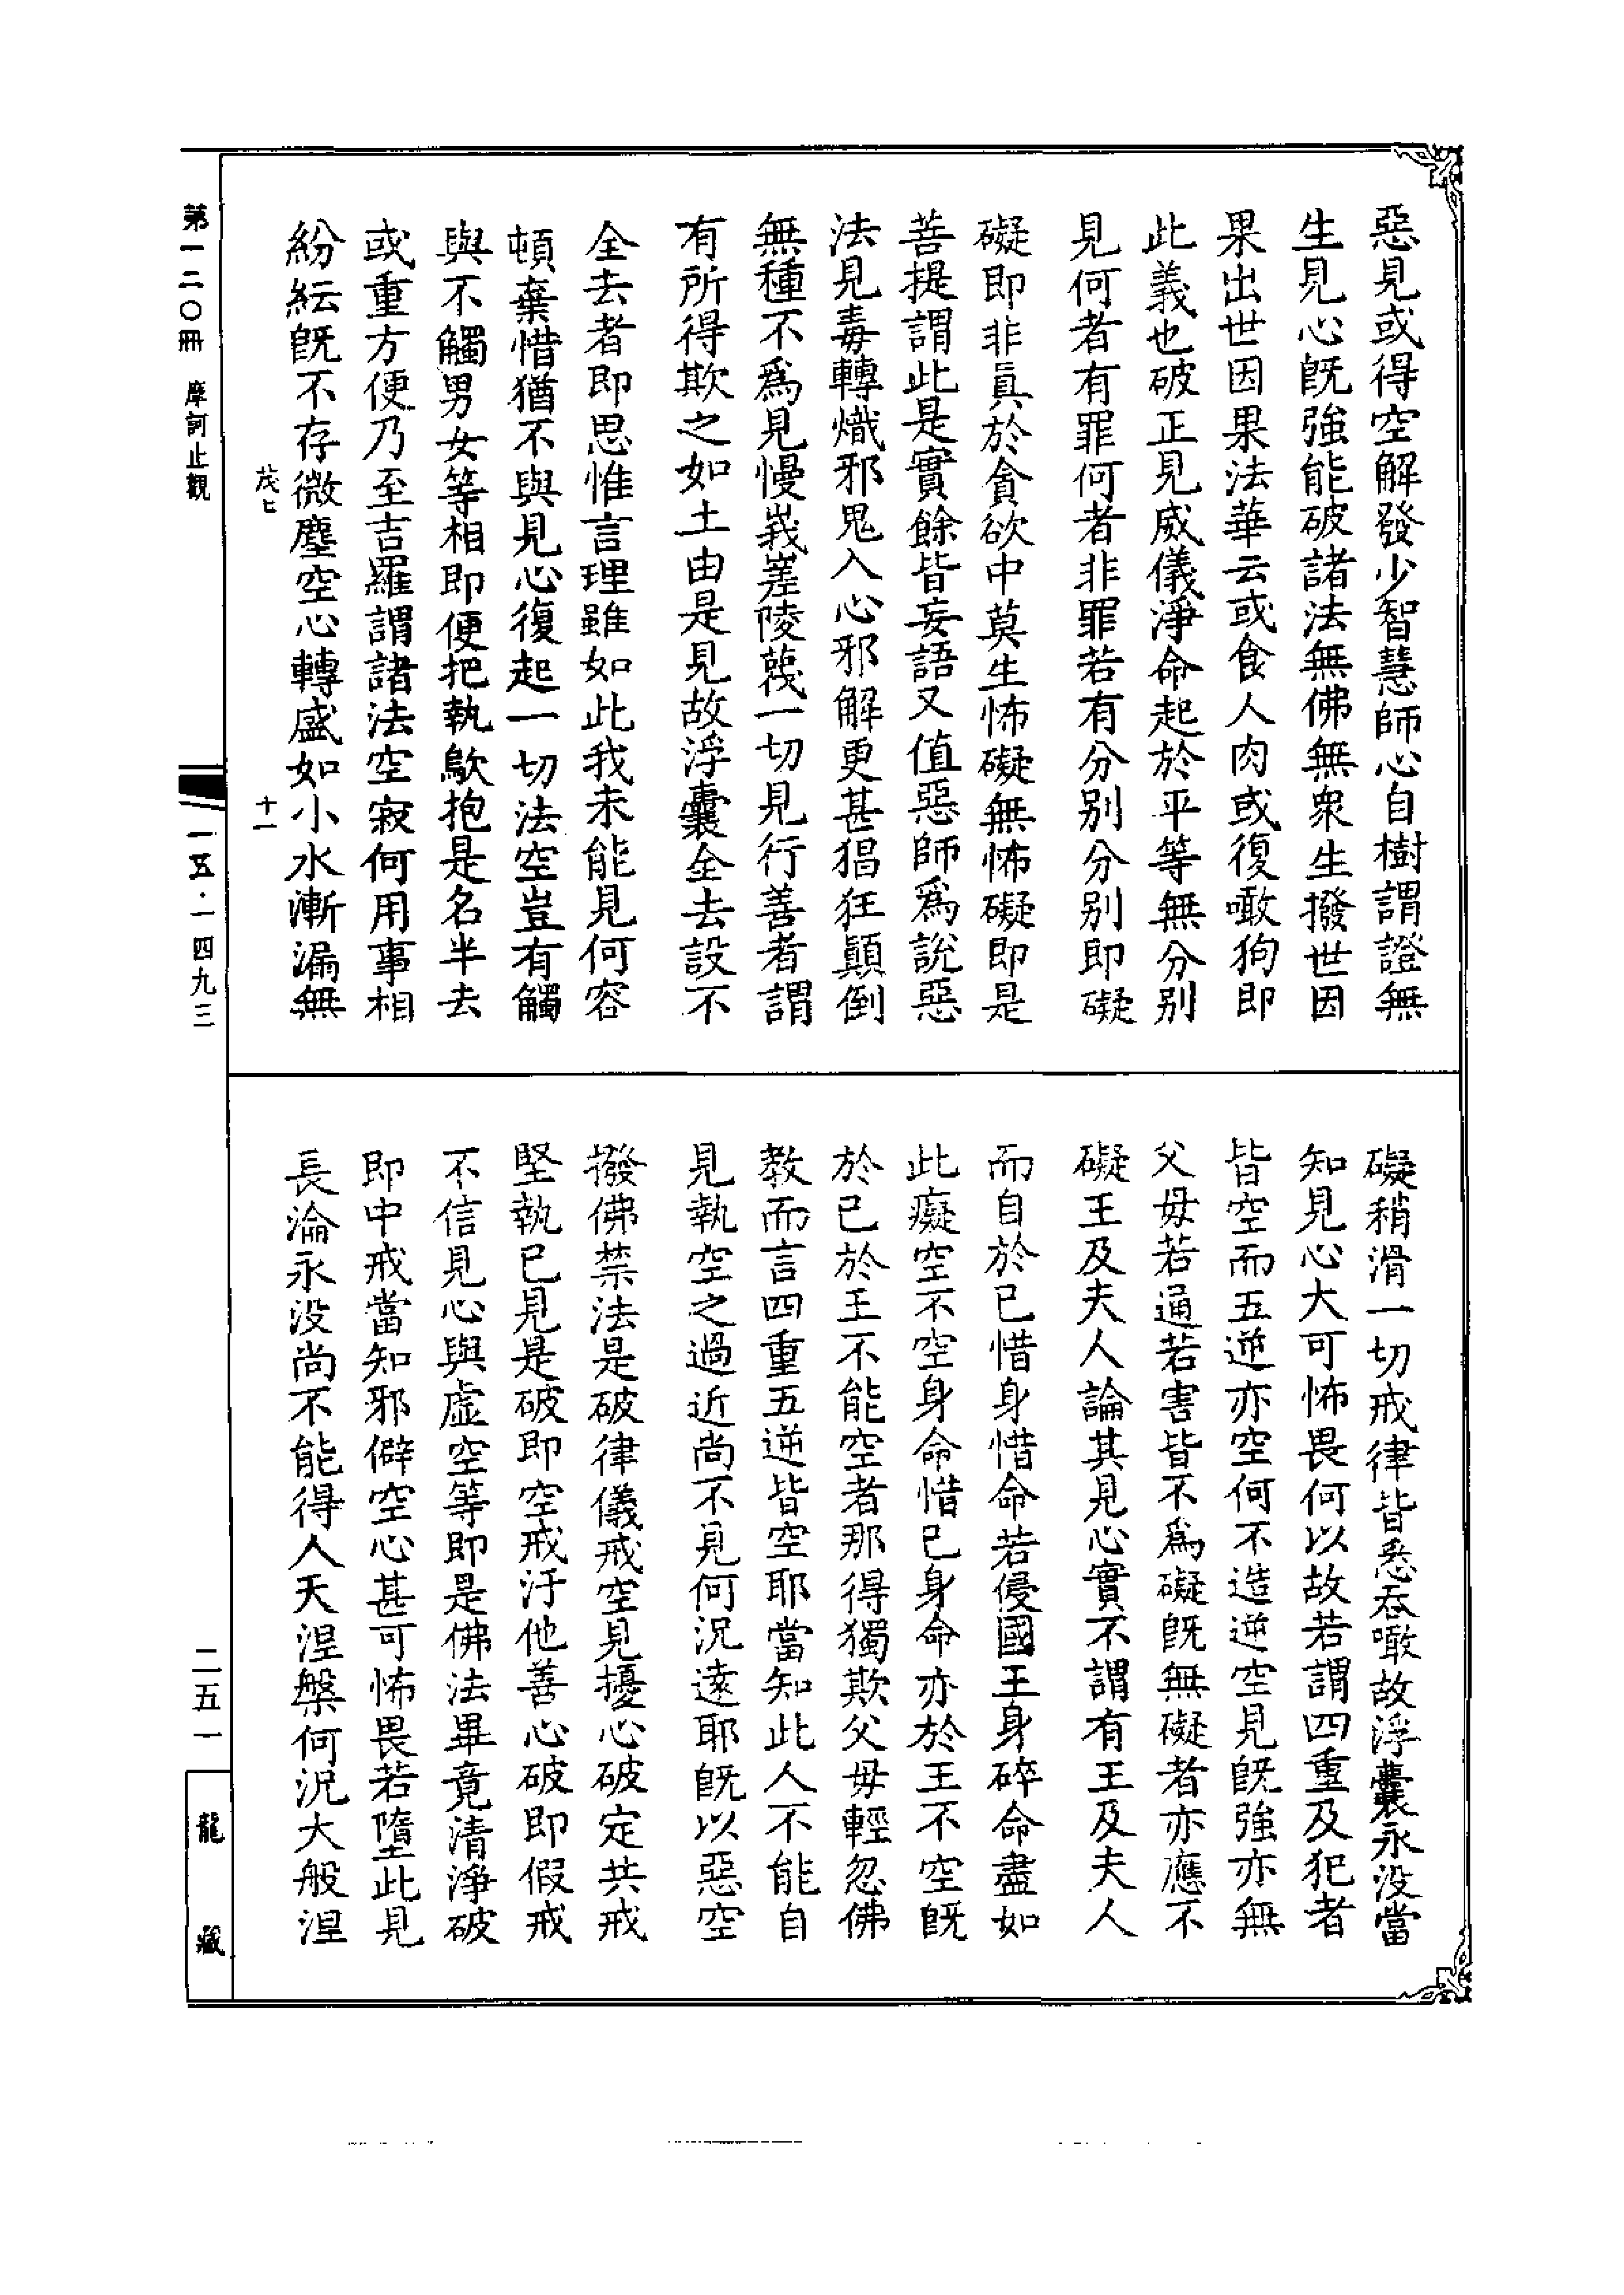 惡見或得空解發少智慧師心自樹謂證無
生見心旣強能破諸法無佛無衆生撥世因
果出世因果法華云或食人肉或復噉狗即
此義也破正見威儀淨命起於平等無分別
見何者有罪何者非罪若有分別分別即礙
礙即非眞於貪欲中莫生怖礙無怖礙即是
菩提謂此是實餘皆妄語又值惡師爲說惡
法見毒轉熾邪鬼入心邪解更甚猖狂顚倒
無種不爲見慢峩嵳陵蔑一切見行善者謂
有所得欺之如土由是見故浮囊全去設不
全去者即思惟言理雖如此我未能見何容
頓棄惜猶不與見心復起一切法空豈有觸
與不觸男女等相即便把執歍抱是名半去
或重方便乃至吉羅謂諸法空寂何用事相
紛紜旣不存微塵空心轉盛如小水漸漏無
礙稍滑一切戒律皆悉吞噉故浮囊永没當
知見心大可怖畏何以故若謂四重及犯者
皆空而五逆亦空何不造逆空見旣強亦無
父母若通若害皆不爲礙旣無礙者亦應不
礙王及夫人論其見心實不謂有王及夫人
而自於已惜身惜命若侵國王身碎命盡如
此癡空不空身命惜已身命亦於王不空旣
於已於王不能空者那得獨欺父母輕忽佛
教而言四重五逆皆空耶當知此人不能自
見執空之過近尚不見何況遠耶旣以惡空
撥佛禁法是破律儀戒空見擾心破定共戒
堅執已見是破即空戒汙他善心破即假戒
不信見心與虛空等即是佛法畢竟清淨破
即中戒當知邪僻空心甚可怖畏若墮此見
長淪永没尚不能得人天涅槃何況大般涅
茂七
十一
第一二〇冊 摩訶止觀
一五·一四九三
二五一
龍藏